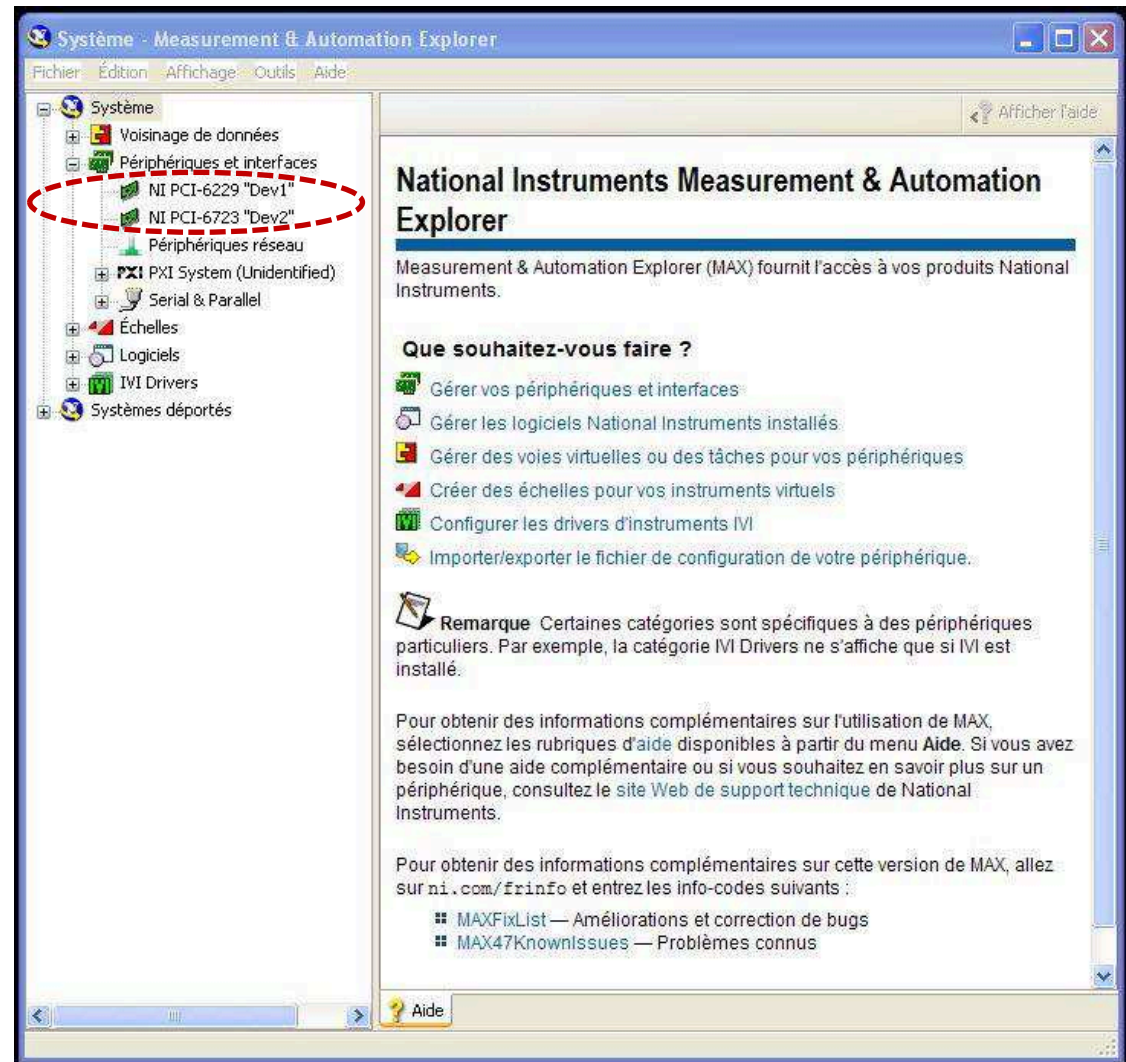 Système - Measurement & Automation Explorer
Fichier Édition Affichage Outils Aide
Système
Voisinage de données
Périphériques et interfaces
NI PCI-6229 "Dev1"
NI PCI-6723 "Dev2"
Périphériques réseau
PXI PXI System (Unidentified)
Serial & Parallel
Échelles
Logiciels
IVI Drivers
Systèmes déportés
Afficher l'aide
National Instruments Measurement & Automation
Explorer
Measurement & Automation Explorer (MAX) fournit l'accès à vos produits National
Instruments.
Que souhaitez-vous faire ?
Gérer vos périphériques et interfaces
Gérer les logiciels National Instruments installés
Gérer des voies virtuelles ou des tâches pour vos périphériques
Créer des échelles pour vos instruments virtuels
Configurer les drivers d'instruments IVI
Importer/exporter le fichier de configuration de votre périphérique.
Remarque Certaines catégories sont spécifiques à des périphériques
particuliers. Par exemple, la catégorie IVI Drivers ne s'affiche que si IVI est
installé.
Pour obtenir des informations complémentaires sur l'utilisation de MAX,
sélectionnez les rubriques d'aide disponibles à partir du menu Aide. Si vous avez
besoin d'une aide complémentaire ou si vous souhaitez en savoir plus sur un
périphérique, consultez le site Web de support technique de National
Instruments.
Pour obtenir des informations complémentaires sur cette version de MAX, allez
sur ni.com/frinfo et entrez les info-codes suivants :
MAXFixList — Améliorations et correction de bugs
MAX47KnownIssues — Problèmes connus
Aide